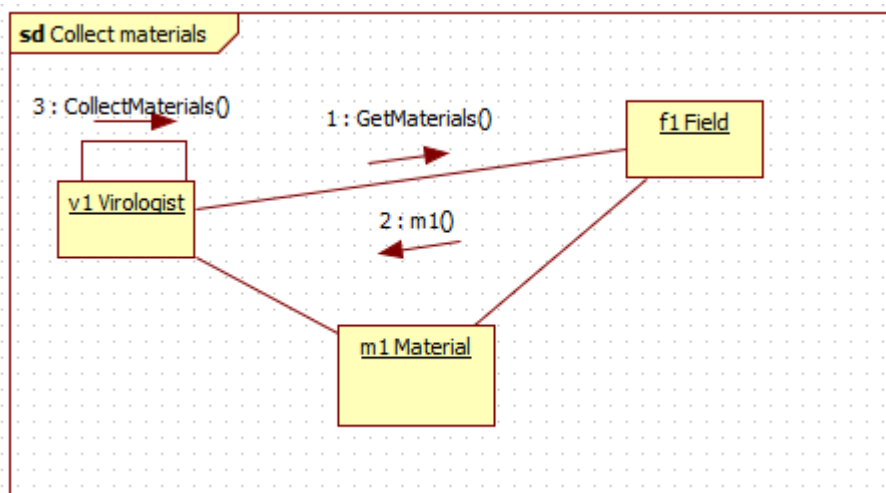 sd Collect materials
3 : CollectMaterials()
1 : GetMaterials()
f1 Field
v1 Virologist
2 : m1()
m1 Material